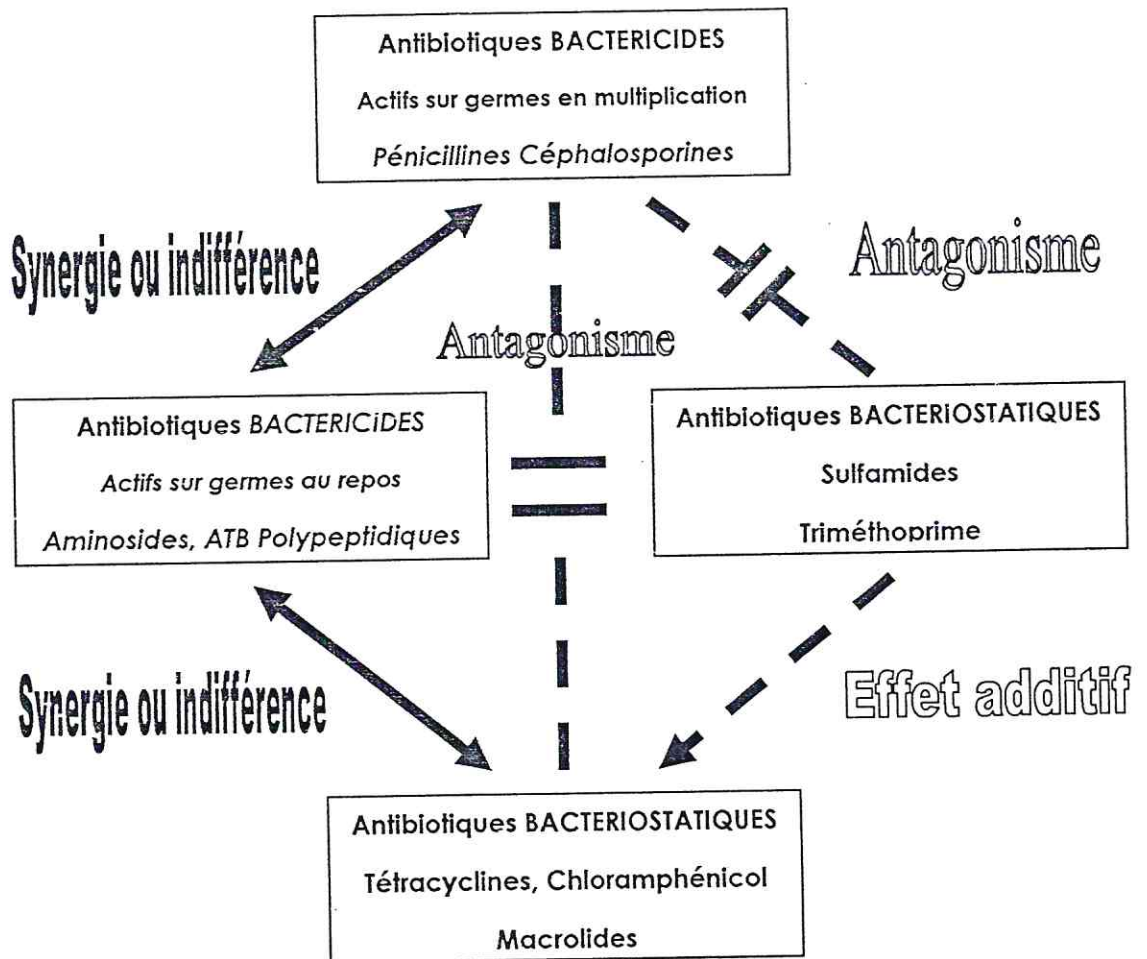 Antibiotiques BACTERICIDES
Actifs sur germes en multiplication
Pénicillines Céphalosporines
Synergie ou indifférence
Antagonisme
Antagonisme
Antibiotiques BACTERICiDES
Actifs sur germes au repos
Aminosides, ATB Polypeptidiques
Antibiotiques BACTERIOSTATIQUES
Sulfamides
Triméthoprime
Synergie ou indifférence
Effet additif
Antibiotiques BACTERIOSTATIQUES
Tétracyclines, Chloramphénicol
Macrolides